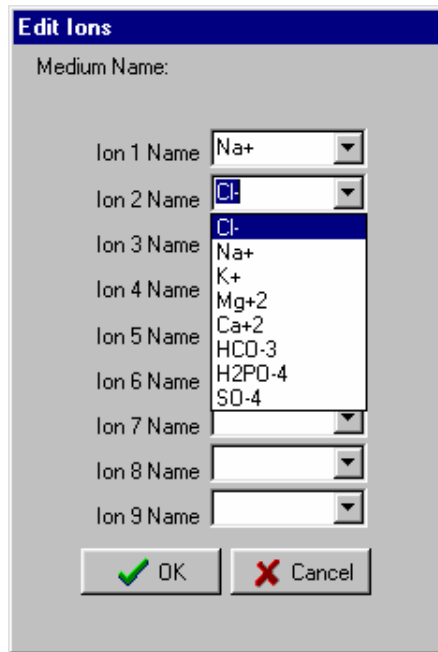 Edit Ions
Medium Name:
Ion 1 Name Na+
Ion 2 Name Cl-
Cl-
Ion 3 Name
Na+
K+
Ion 4 Name
Mg+2
Ca+2
Ion 5 Name
HCO-3
H2PO-4
Ion 6 Name
SO-4
Ion 7 Name
Ion 8 Name
Ion 9 Name
OK Cancel